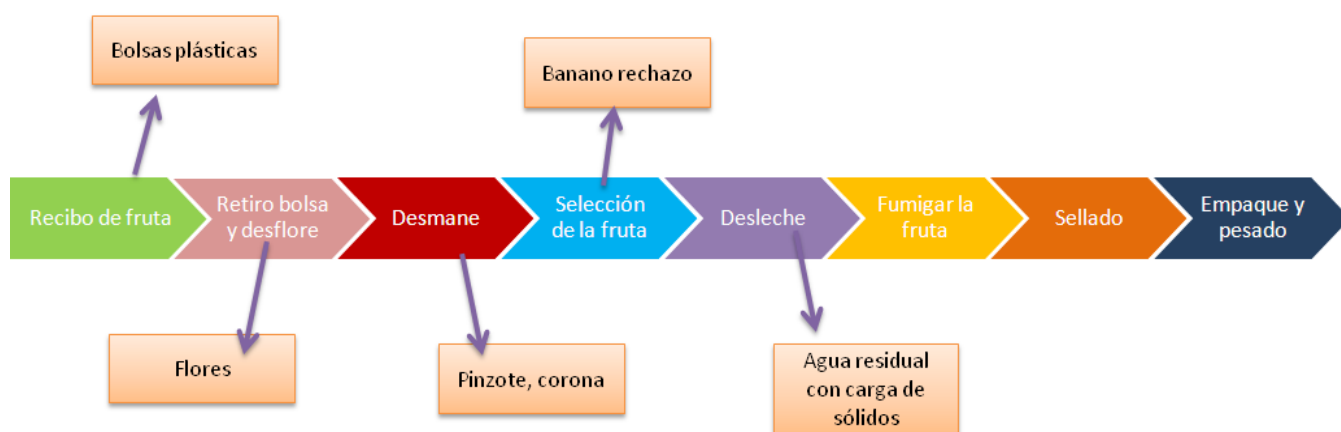 Bolsas plásticas
Banano rechazo
Recibo de fruta
Retiro bolsa
y desflore
Desmane
Selección
de la fruta
Desleche
Fumigar la
fruta
Sellado
Empaque y
pesado
Flores
Pinzote, corona
Agua residual
con carga de
sólidos